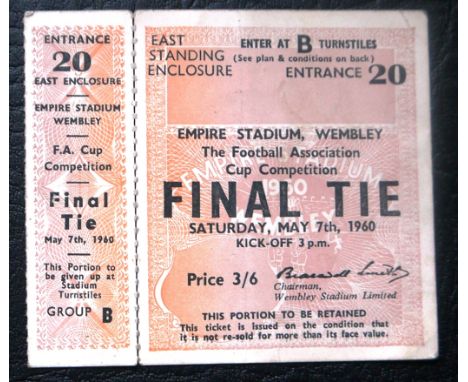 ENTRANCE
20
EAST ENCLOSURE
EMPIRE STADIUM
WEMBLEY
F.A. Cup
Competition
Final
Tie
May 7th, 1960
This Portion to
be given up at
Stadium
Turnstiles
GROUP B
EAST
STANDING
ENCLOSURE
ENTER AT B TURNSTILES
(See plan & conditions on back)
ENTRANCE 20
EMPIRE STADIUM, WEMBLEY
The Football Association
Cup Competition
EMPIRE STADIUM
1960
WEMBLEY
FINAL TIE
SATURDAY, MAY 7th, 1960
KICK-OFF 3 p.m.
Price 3/6
Chairman,
Wembley Stadium Limited
THIS PORTION TO BE RETAINED
This ticket is issued on the condition that
it is not re-sold for more than its face value.